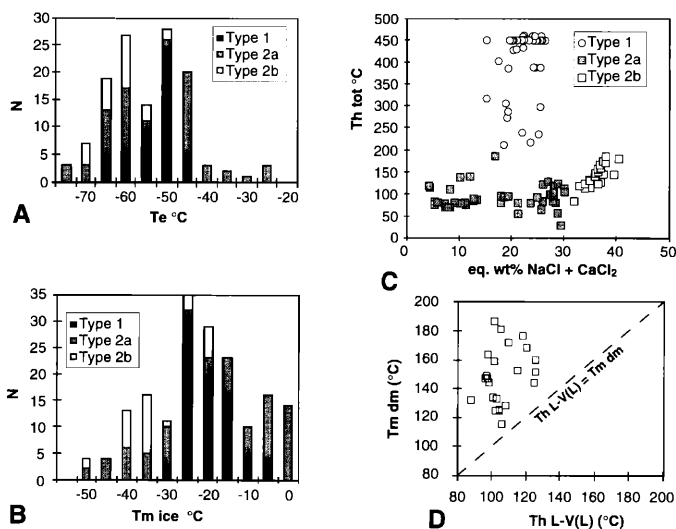 30
25
20
15
10
5
0
N
Type 1
Type 2a
Type 2b
-70 -60 -50 -40 -30 -20
Te °C
A
500
450
400
350
300
250
200
150
100
50
0
Th tot °C
Type 1
Type 2a
Type 2b
0 10 20 30 40 50
eq. wt% NaCl + CaCl₂
C
35
30
25
20
15
10
5
0
N
Type 1
Type 2a
Type 2b
-50 -40 -30 -20 -10 0
Tm ice °C
B
200
180
160
140
120
100
80
Tm dm (°C)
Th L-V(L) = Tm dm
80 100 120 140 160 180 200
Th L-V(L) (°C)
D